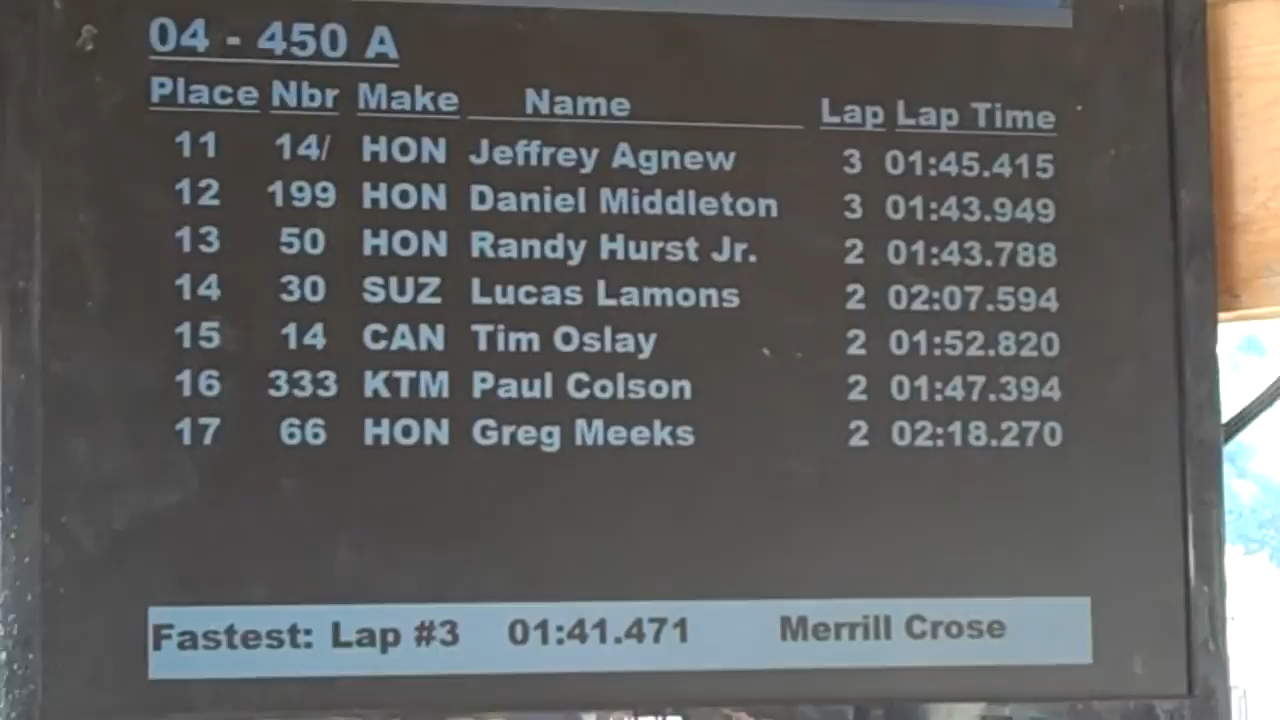 04 - 450 A
Place Nbr Make Name Lap Lap Time
11 14/ HON Jeffrey Agnew 3 01:45.415
12 199 HON Daniel Middleton 3 01:43.949
13 50 HON Randy Hurst Jr. 2 01:43.788
14 30 SUZ Lucas Lamons 2 02:07.594
15 14 CAN Tim Oslay 2 01:52.820
16 333 KTM Paul Colson 2 01:47.394
17 66 HON Greg Meeks 2 02:18.270
Fastest: Lap #3 01:41.471 Merrill Crose